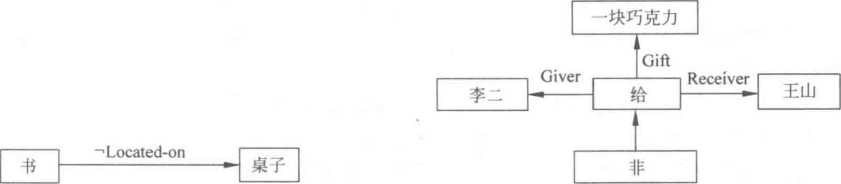 一块巧克力
Gift
Giver
Receiver
李二
给
王山
¬Located-on
书
桌子
非